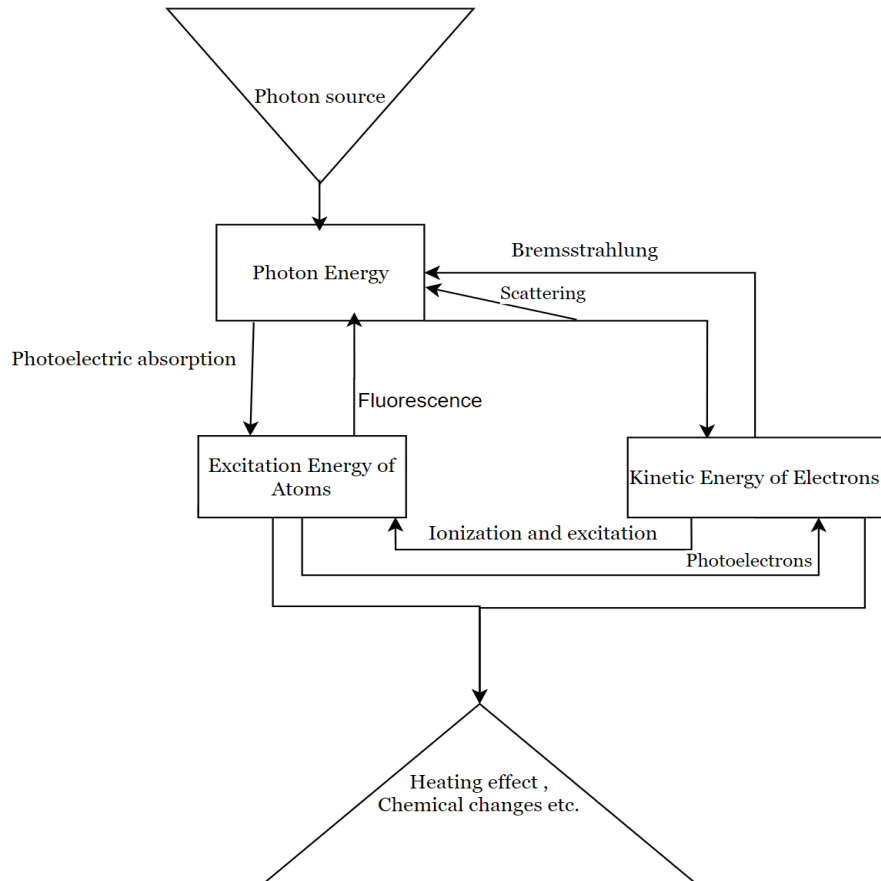 Photon source
Photon Energy
Bremsstrahlung
Scattering
Photoelectric absorption
Fluorescence
Excitation Energy of
Atoms
Kinetic Energy of Electrons
Ionization and excitation
Photoelectrons
Heating effect ,
Chemical changes etc.